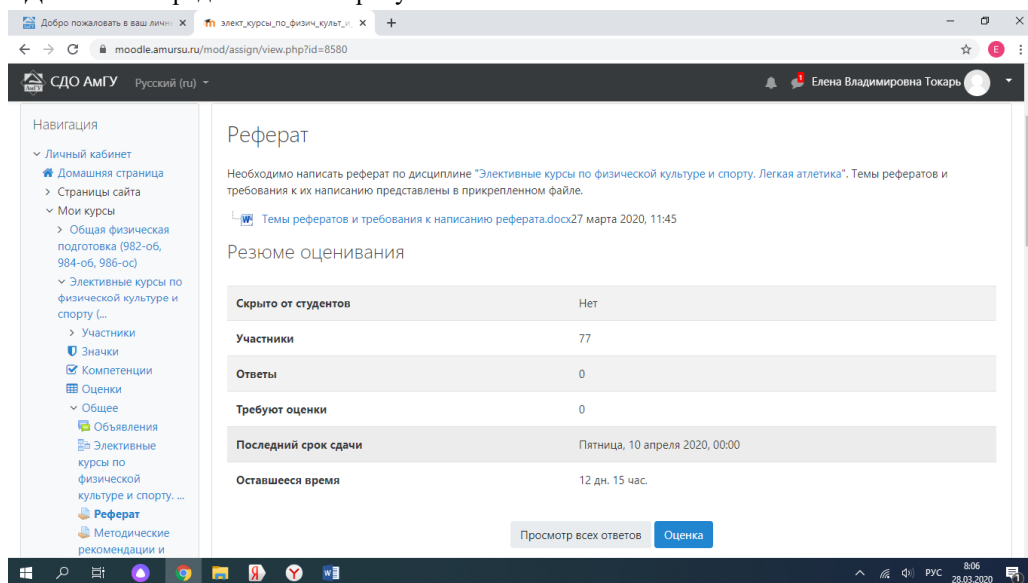 Добро пожаловать в ваш личн
элект_курсы_по_физич_культ_и
moodle.amursu.ru/mod/assign/view.php?id=8580
E
СДО АмГУ
Русский (ru)
Елена Владимировна Токарь
Навигация
Личный кабинет
Домашняя страница
Страницы сайта
Мои курсы
Общая физическая
подготовка (982-об,
984-об, 986-ос)
Элективные курсы по
физической культуре и
спорту (...
Участники
Значки
Компетенции
Оценки
Общее
Объявления
Элективные
курсы по
физической
культуре и спорту. ...
Реферат
Методические
рекомендации и
Реферат
Необходимо написать реферат по дисциплине "Элективные курсы по физической культуре и спорту. Легкая атлетика". Темы рефератов и
требования к их написанию представлены в прикрепленном файле.
Темы рефератов и требования к написанию реферата.docx27 марта 2020, 11:45
Резюме оценивания
Скрыто от студентов Нет
Участники 77
Ответы 0
Требуют оценки 0
Последний срок сдачи Пятница, 10 апреля 2020, 00:00
Оставшееся время 12 дн. 15 час.
Просмотр всех ответов
Оценка
РУС
8:06
28.03.2020